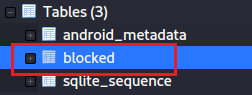 Tables (3)
android_metadata
blocked
sqlite_sequence